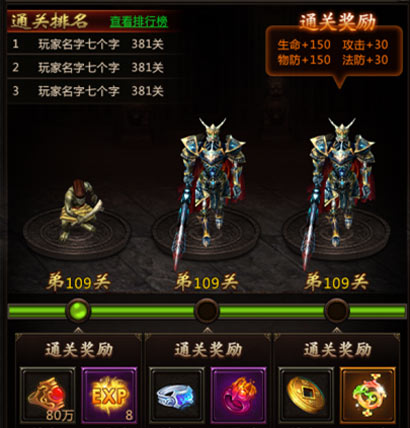 通关排名 查看排行榜
1 玩家名字七个字 381关
2 玩家名字七个字 381关
3 玩家名字七个字 381关
通关奖励
生命+150 攻击+30
物防+150 法防+30
第109关 第109关 第109关
通关奖励 通关奖励 通关奖励
EXP
80万 8